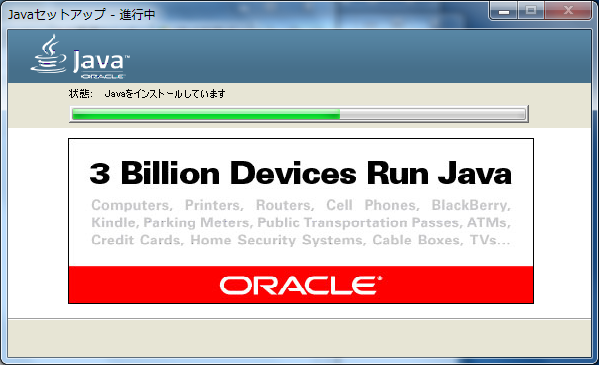 Javaセットアップ - 進行中
Java™
ORACLE
状態: Javaをインストールしています
3 Billion Devices Run Java
Computers, Printers, Routers, Cell Phones, BlackBerry,
Kindle, Parking Meters, Public Transportation Passes, ATMs,
Credit Cards, Home Security Systems, Cable Boxes, TVs...
ORACLE®